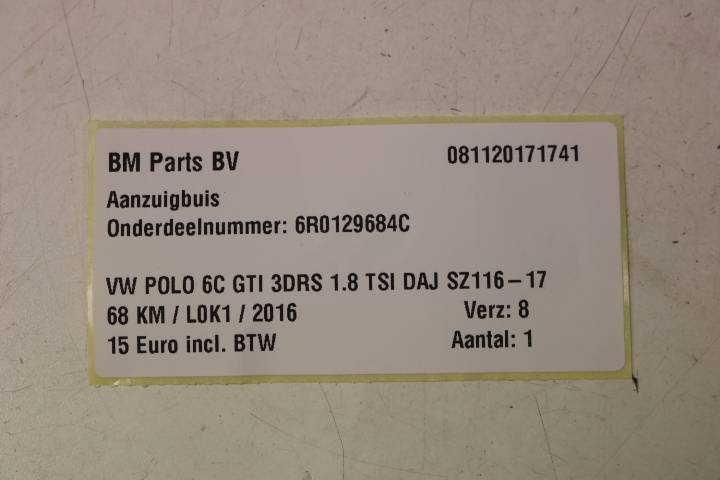 BM Parts BV 081120171741
Aanzuigbuis
Onderdeelnummer: 6R0129684C
VW POLO 6C GTI 3DRS 1.8 TSI DAJ SZ116-17
68 KM / L0K1 / 2016 Verz: 8
15 Euro incl. BTW Aantal: 1